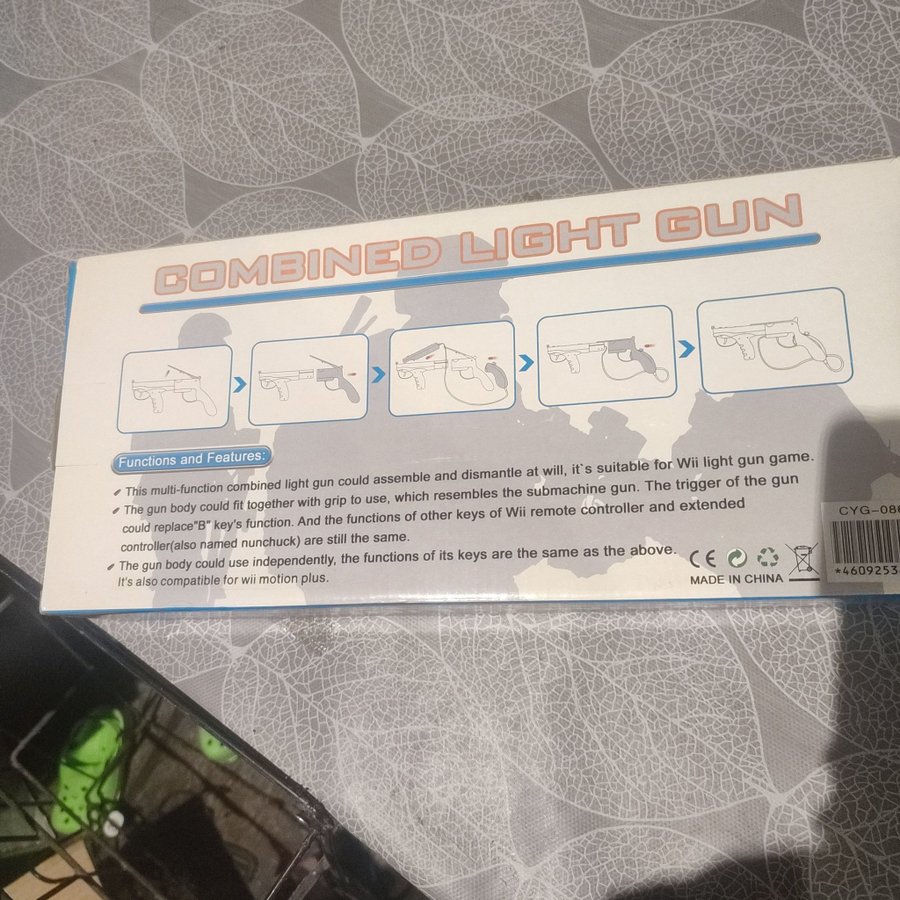 COMBINED LIGHT GUN
Functions and Features:
This multi-function combined light gun could assemble and dismantle at will, it`s suitable for Wii light gun game.
The gun body could fit together with grip to use, which resembles the submachine gun. The trigger of the gun
could replace"B" key's function. And the functions of other keys of Wii remote controller and extended
controller(also named nunchuck) are still the same.
The gun body could use independently, the functions of its keys are the same as the above.
It's also compatible for wii motion plus.
CE
MADE IN CHINA
CYG-086
*4609253